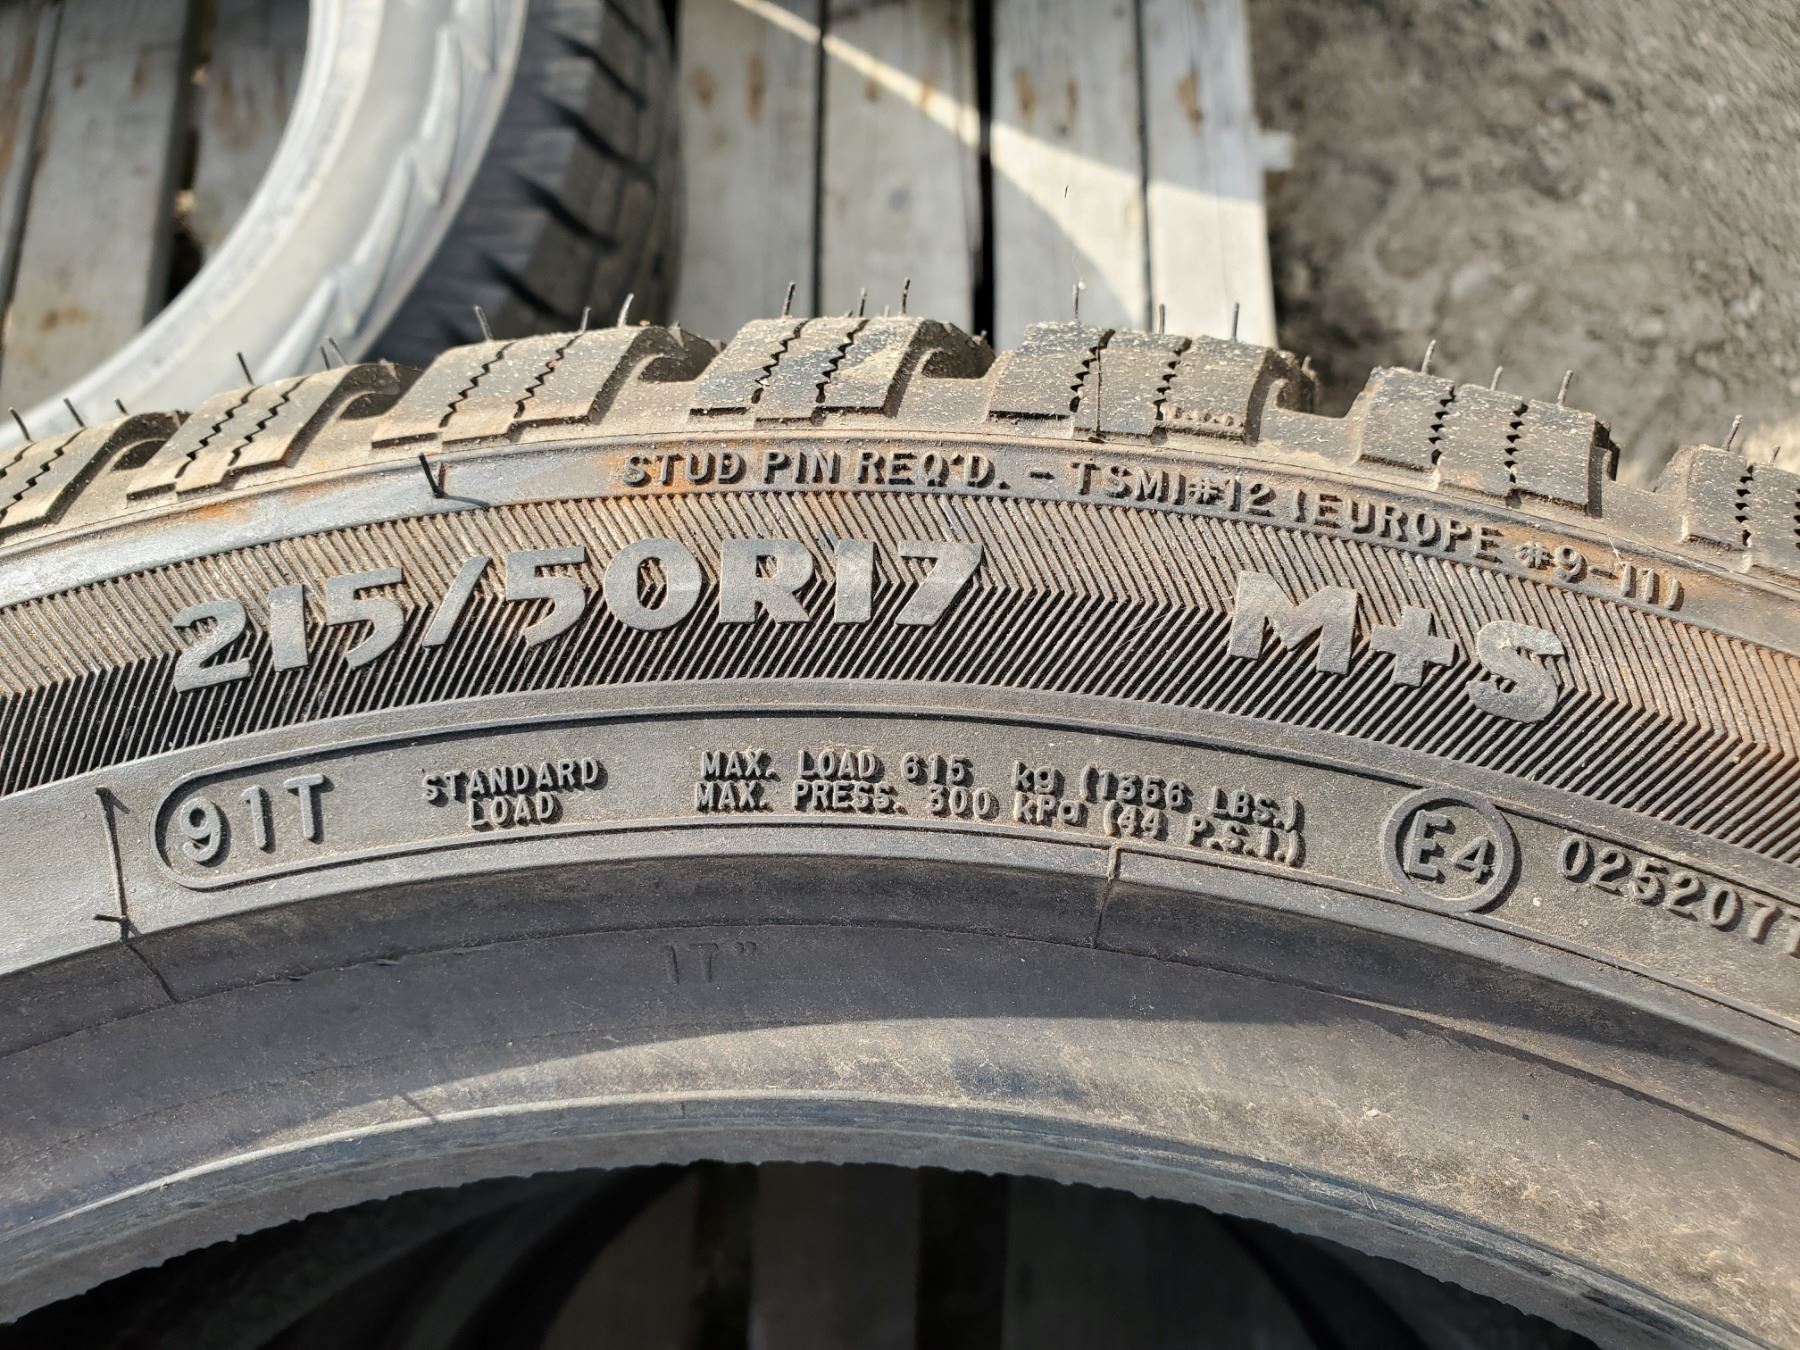 STUD PIN REQ'D. - TSMI #12 (EUROPE #9-11)
215/50R17 M+S
91T
STANDARD
LOAD
MAX. LOAD 615 kg (1356 LBS.)
MAX. PRESS. 300 kPa (44 P.S.I.)
E4
17"